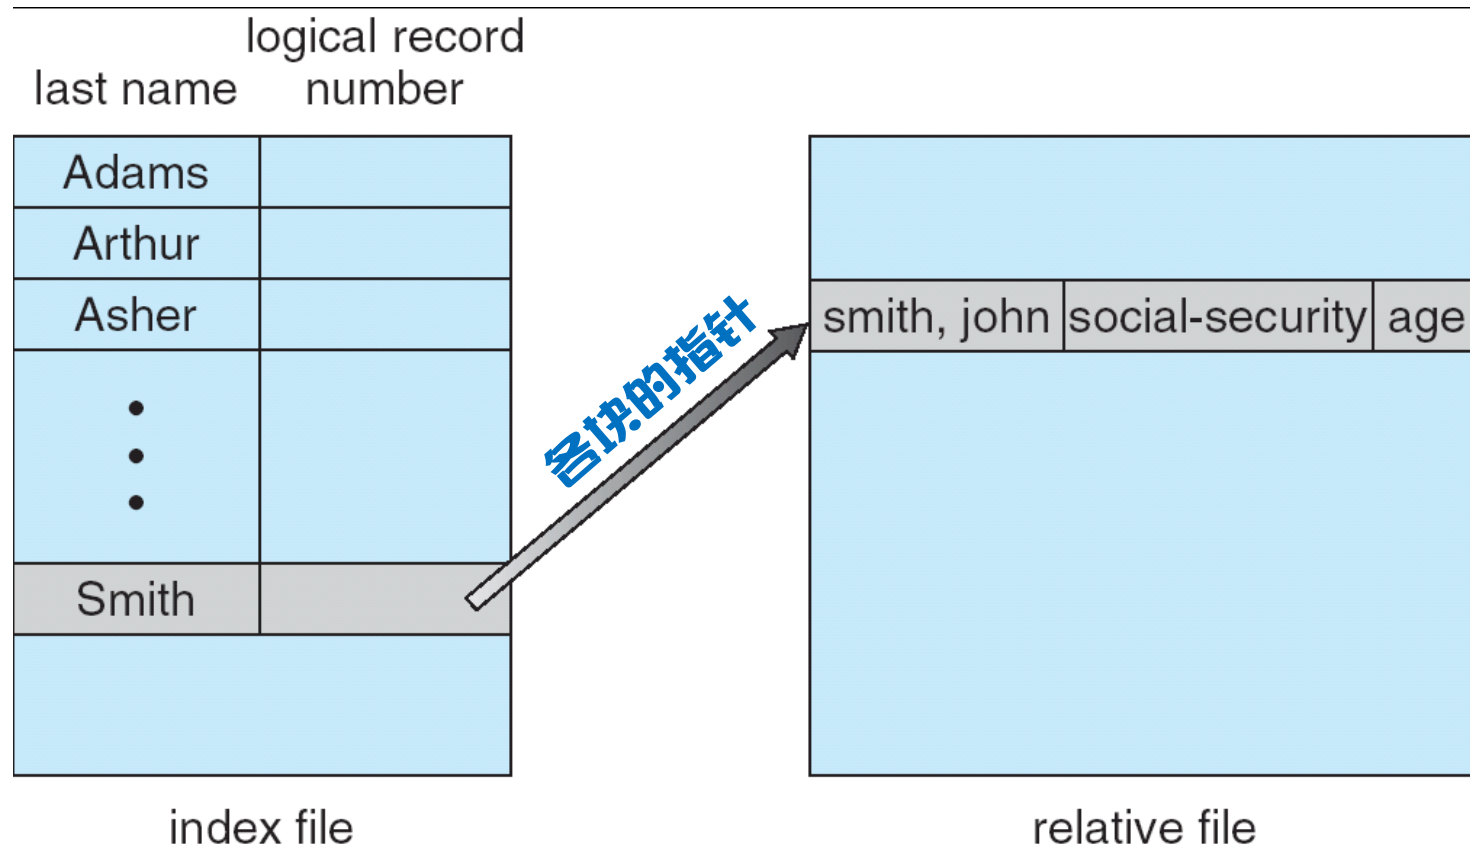 logical record
last name number
Adams
Arthur
Asher
Smith
各块的指针
smith, john social-security age
index file
relative file